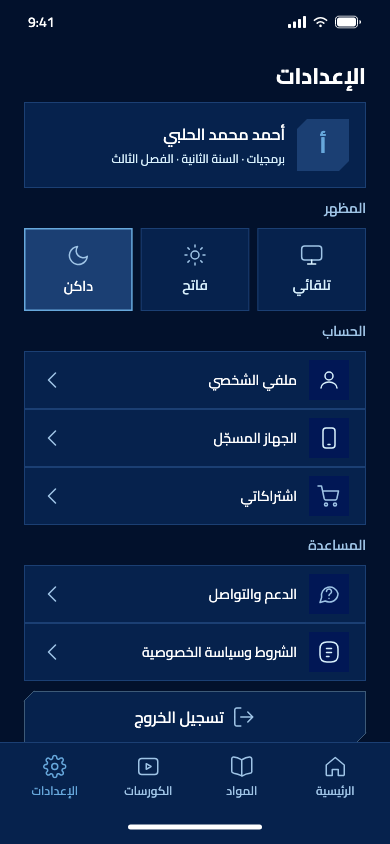 9:41
الإعدادات
أ
أحمد محمد الحلبي
برمجيات · السنة الثانية · الفصل الثالث
المظهر
تلقائي
فاتح
داكن
الحساب
ملفي الشخصي
الجهاز المسجّل
اشتراكاتي
المساعدة
الدعم والتواصل
الشروط وسياسة الخصوصية
تسجيل الخروج
الرئيسية
المواد
الكورسات
الإعدادات